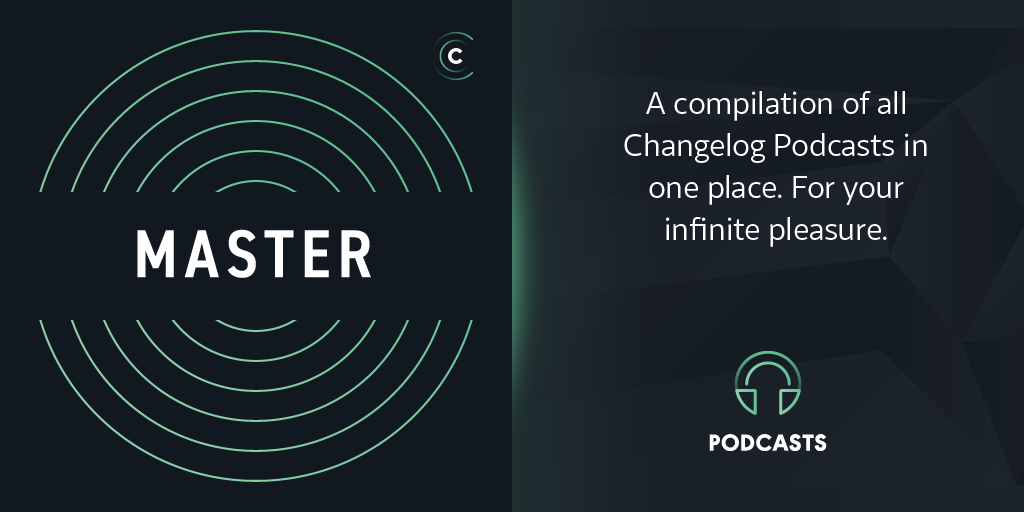 C
MASTER
A compilation of all
Changelog Podcasts in
one place. For your
infinite pleasure.
PODCASTS